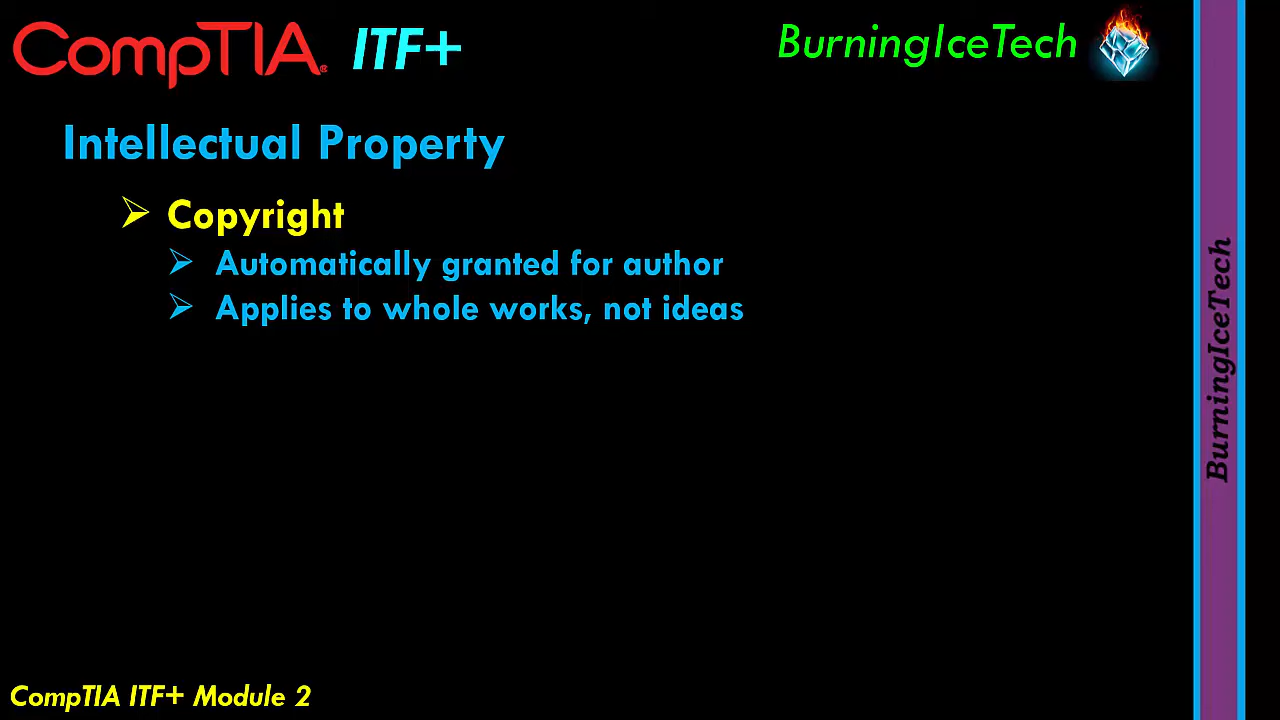 CompTIA® ITF+
BurningIceTech
Intellectual Property
Copyright
Automatically granted for author
Applies to whole works, not ideas
BurningIceTech
CompTIA ITF+ Module 2